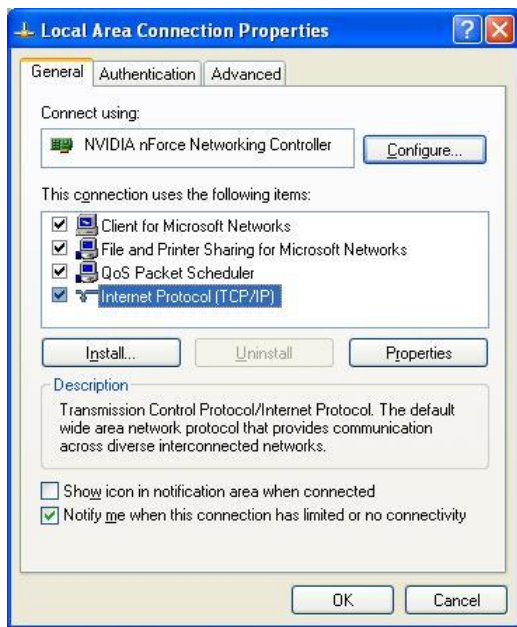 Local Area Connection Properties
General Authentication Advanced
Connect using:
NVIDIA nForce Networking Controller
Configure...
This connection uses the following items:
Client for Microsoft Networks
File and Printer Sharing for Microsoft Networks
QoS Packet Scheduler
Internet Protocol (TCP/IP)
Install... Uninstall Properties
Description
Transmission Control Protocol/Internet Protocol. The default
wide area network protocol that provides communication
across diverse interconnected networks.
Show icon in notification area when connected
Notify me when this connection has limited or no connectivity
OK Cancel